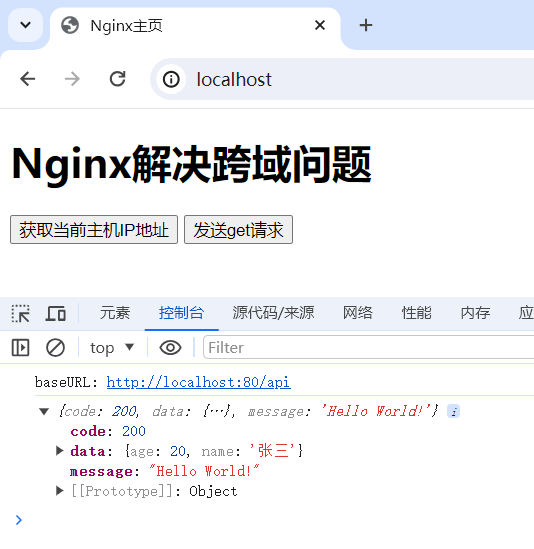 Nginx主页
localhost
Nginx解决跨域问题
获取当前主机IP地址 发送get请求
元素 控制台 源代码/来源 网络 性能 内存 应
top Filter
baseURL: http://localhost:80/api
{code: 200, data: {…}, message: 'Hello World!'}
code: 200
data: {age: 20, name: '张三'}
message: "Hello World!"
[[Prototype]]: Object